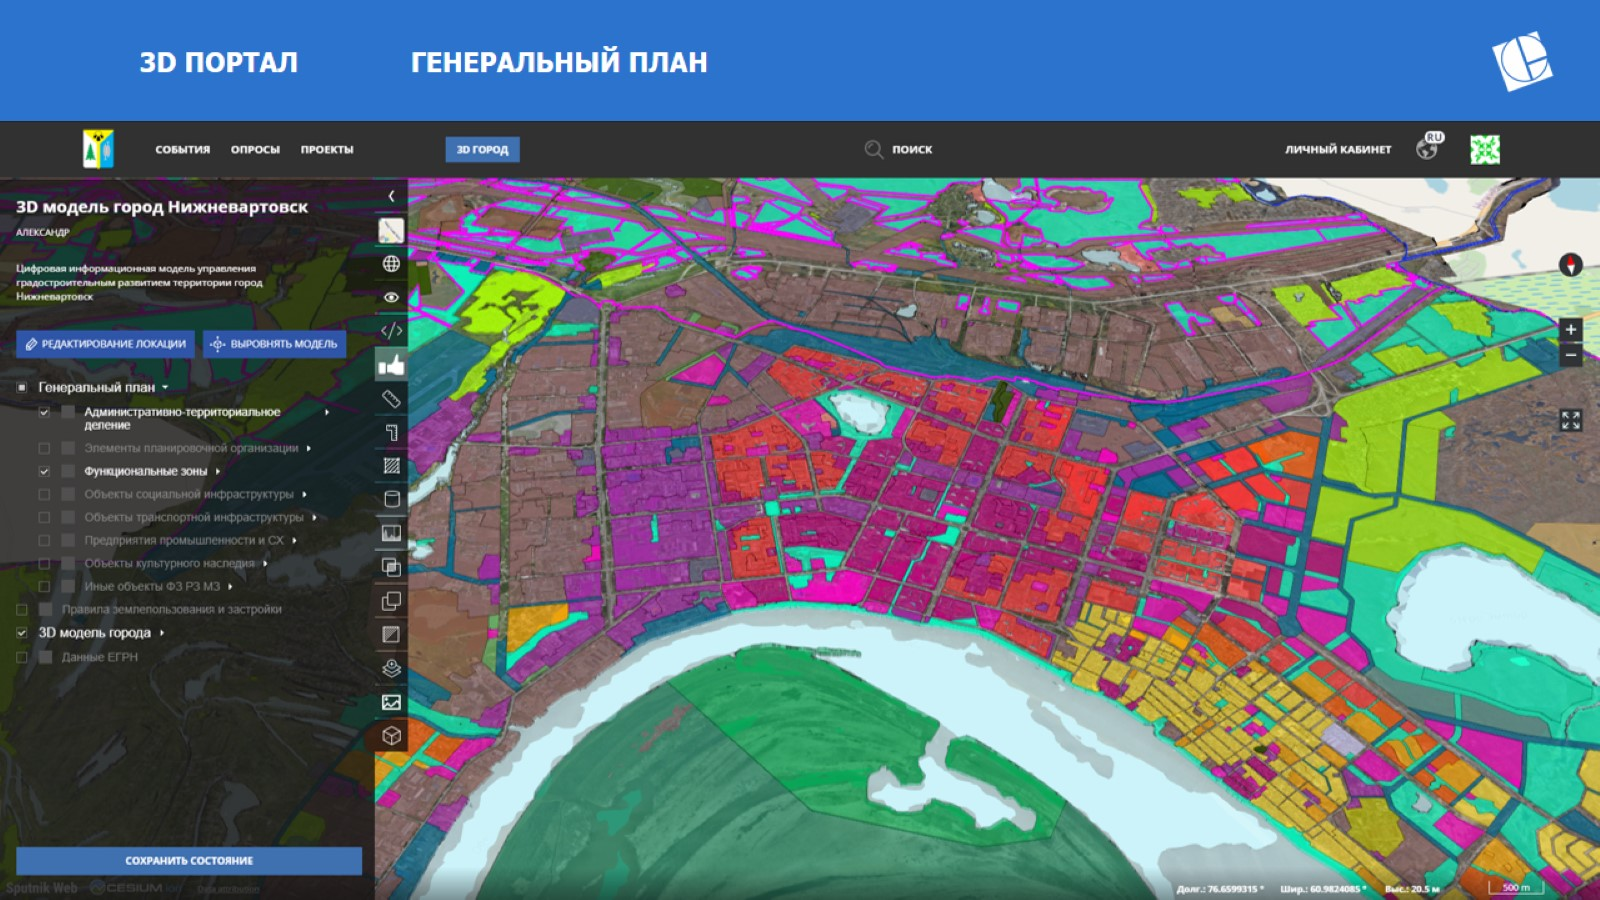 3D ПОРТАЛ
ГЕНЕРАЛЬНЫЙ ПЛАН
СОБЫТИЯ
ОПРОСЫ
ПРОЕКТЫ
3D ГОРОД
ПОИСК
ЛИЧНЫЙ КАБИНЕТ
RU
3D модель город Нижневартовск
АЛЕКСАНДР
Цифровая информационная модель управления
градостроительным развитием территории город
Нижневартовск
РЕДАКТИРОВАНИЕ ЛОКАЦИИ
ВЫРОВНЯТЬ МОДЕЛЬ
Генеральный план
Административно-территориальное
деление
Элементы планировочной организации
Функциональные зоны
Объекты социальной инфраструктуры
Объекты транспортной инфраструктуры
Предприятия промышленности и СХ
Объекты культурного наследия
Иные объекты ФЗ РЗ МЗ
Правила землепользования и застройки
3D модель города
Данные ЕГРН
СОХРАНИТЬ СОСТОЯНИЕ
Sputnik Web
CESIUM ion
Data attribution
Долг.: 76.6599315 °
Шир.: 60.9824085 °
Выс.: 20.5 м
500 m